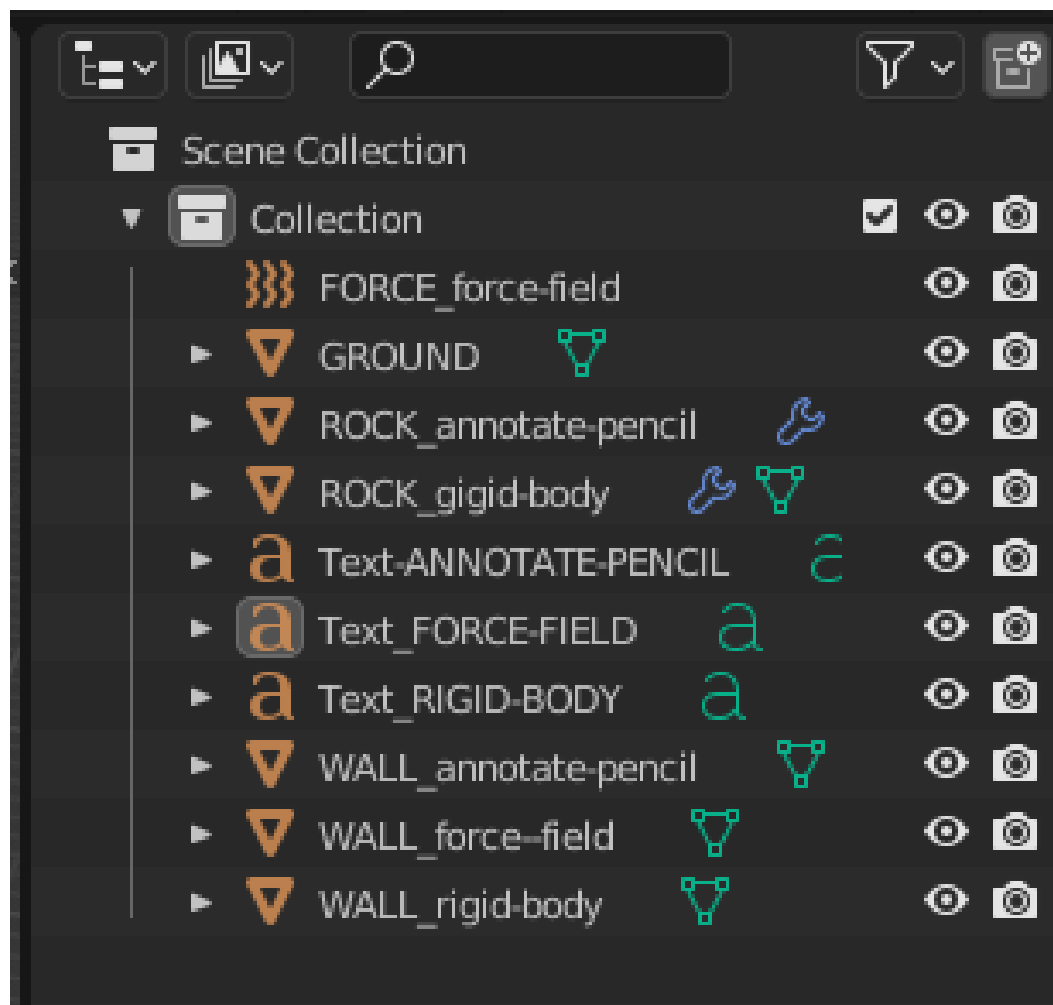 Scene Collection
Collection
FORCE_force-field
GROUND
ROCK_annotate-pencil
ROCK_gigid-body
Text-ANNOTATE-PENCIL
Text_FORCE-FIELD
Text_RIGID-BODY
WALL_annotate-pencil
WALL_force--field
WALL_rigid-body